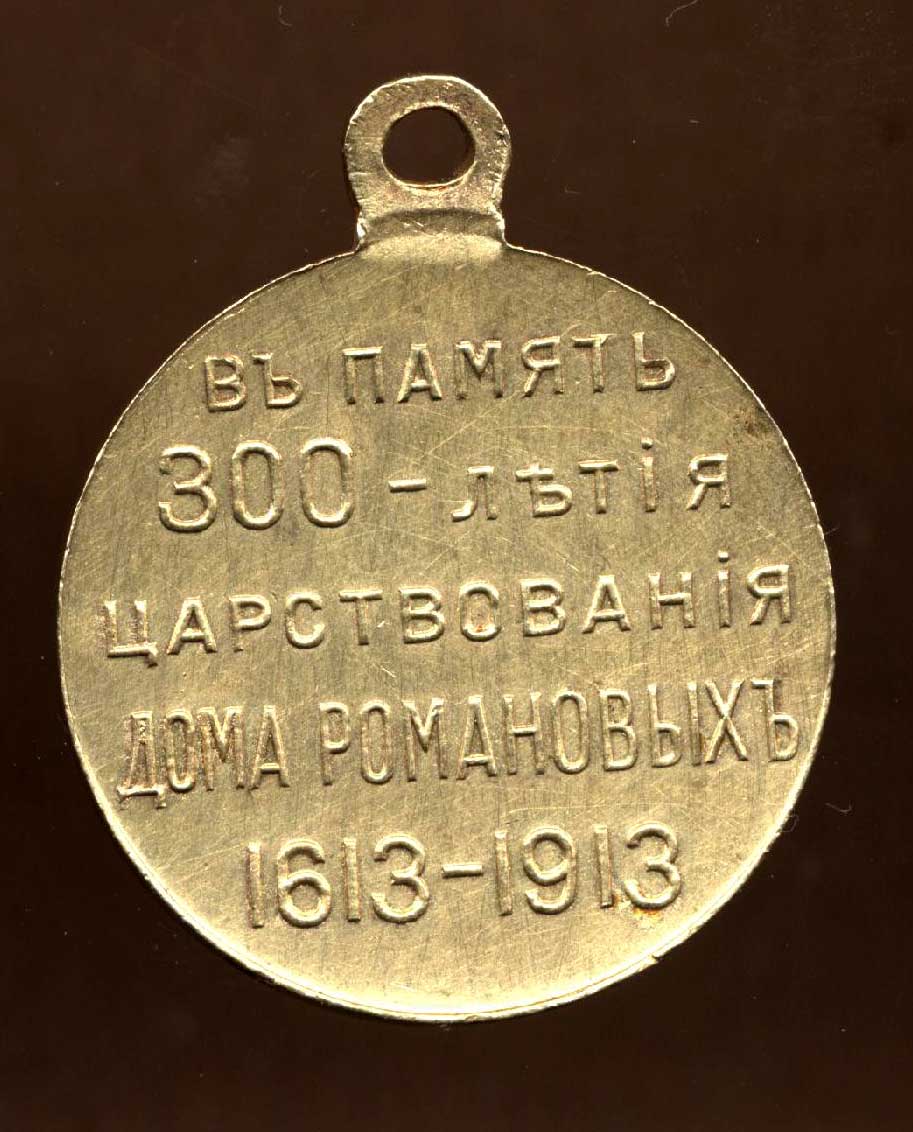 ВЪ ПАМЯТЬ
300-лѣтія
ЦАРСТВОВАНІЯ
ДОМА РОМАНОВЫХЪ
1613-1913